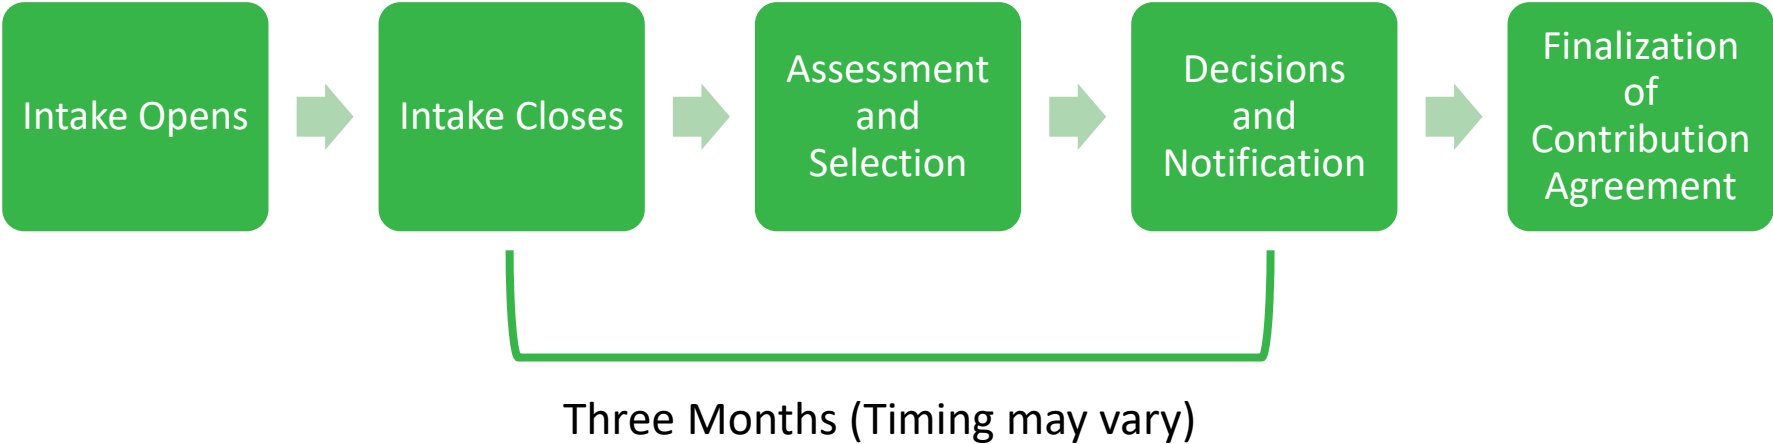 Intake Opens
Intake Closes
Assessment
and
Selection
Decisions
and
Notification
Finalization
of
Contribution
Agreement
Three Months (Timing may vary)